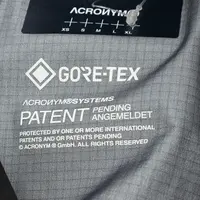 ACRONYM®
XS S M L XL
GORE-TEX
ACRONYM®SYSTEMS
PATENT PENDING
ANGEMELDET
PROTECTED BY ONE OR MORE INTERNATIONAL
PATENTS AND OR PATENTS PENDING
© ACRONYM® GmbH. ALL RIGHTS